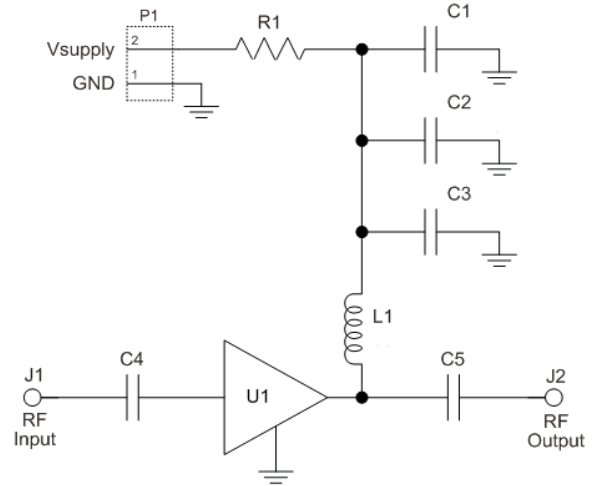 P1
R1
C1
Vsupply
2
GND
1
C2
C3
L1
J1
C4
U1
C5
J2
RF
Input
RF
Output